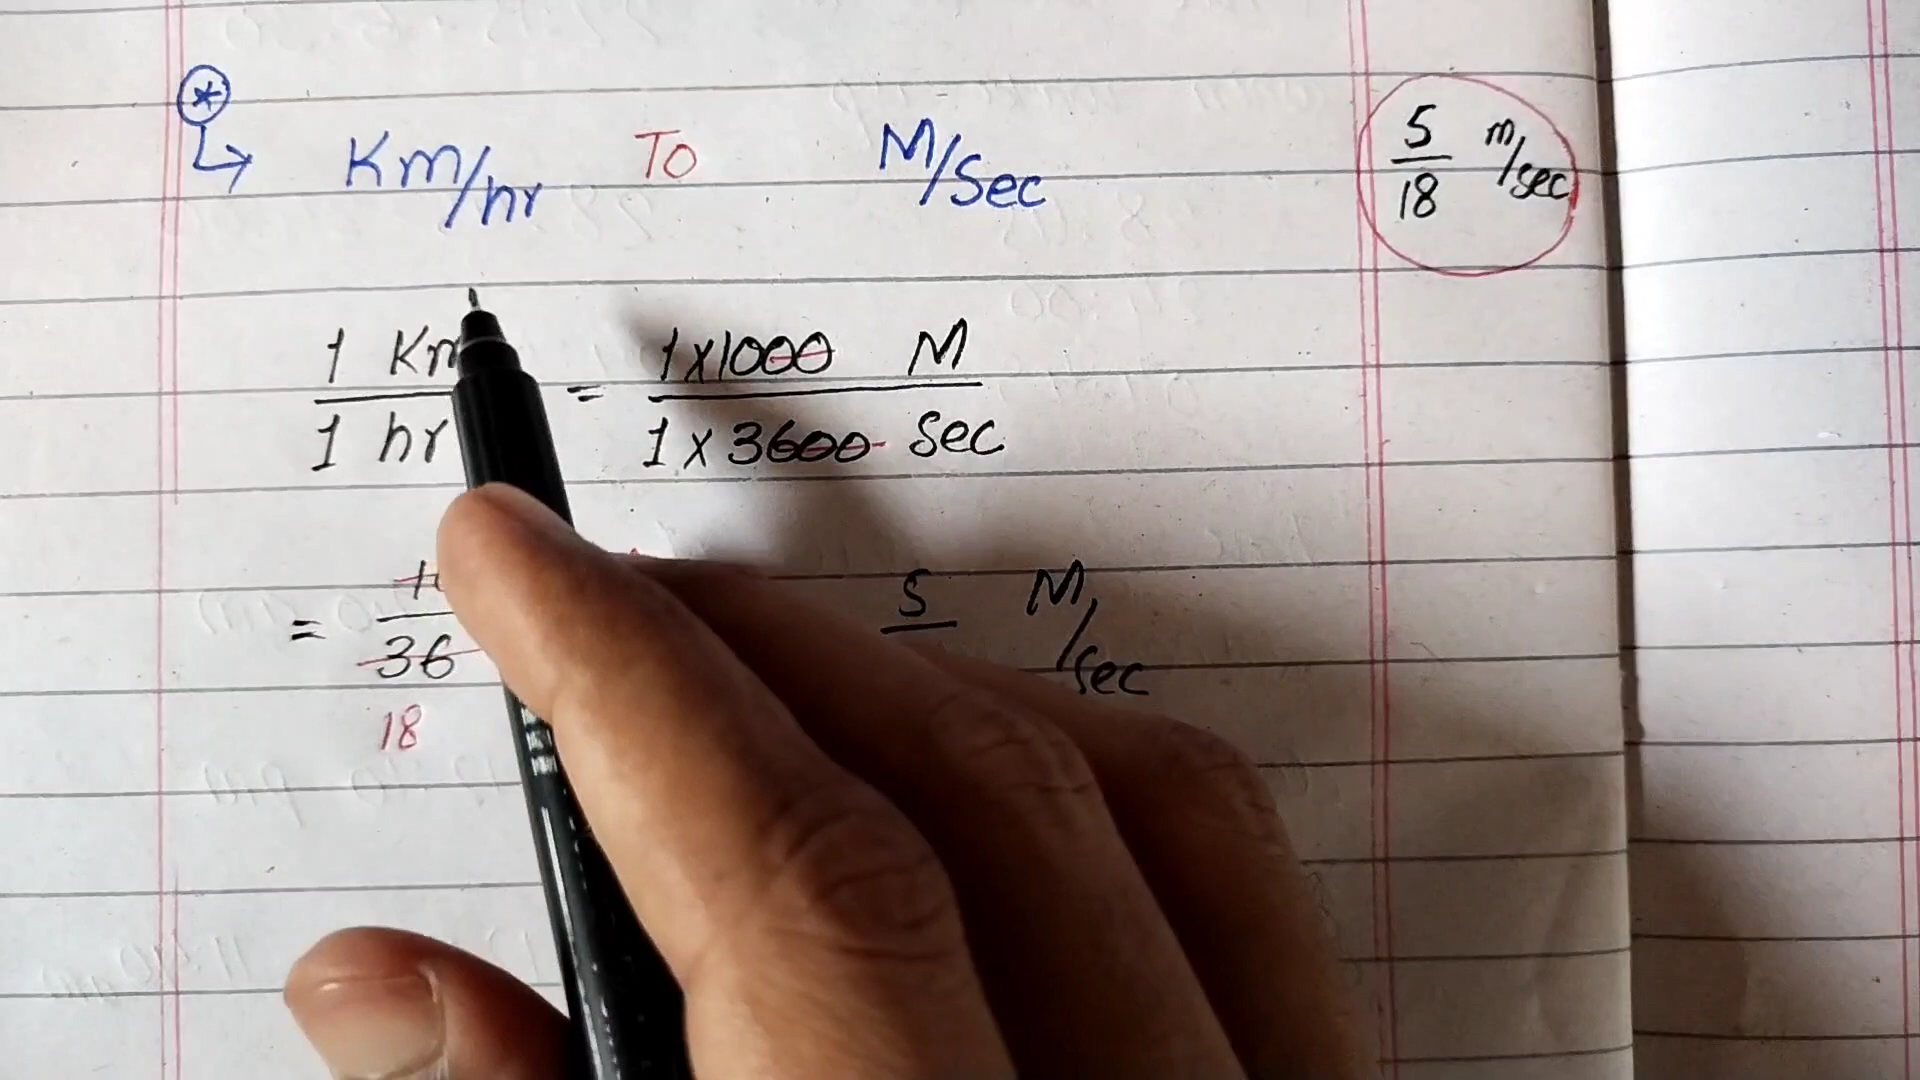 * Km/hr To M/Sec
5/18 m/sec
1 Km / 1 hr = 1x1000 M / 1x3600 Sec
= 36 5 M/sec
18